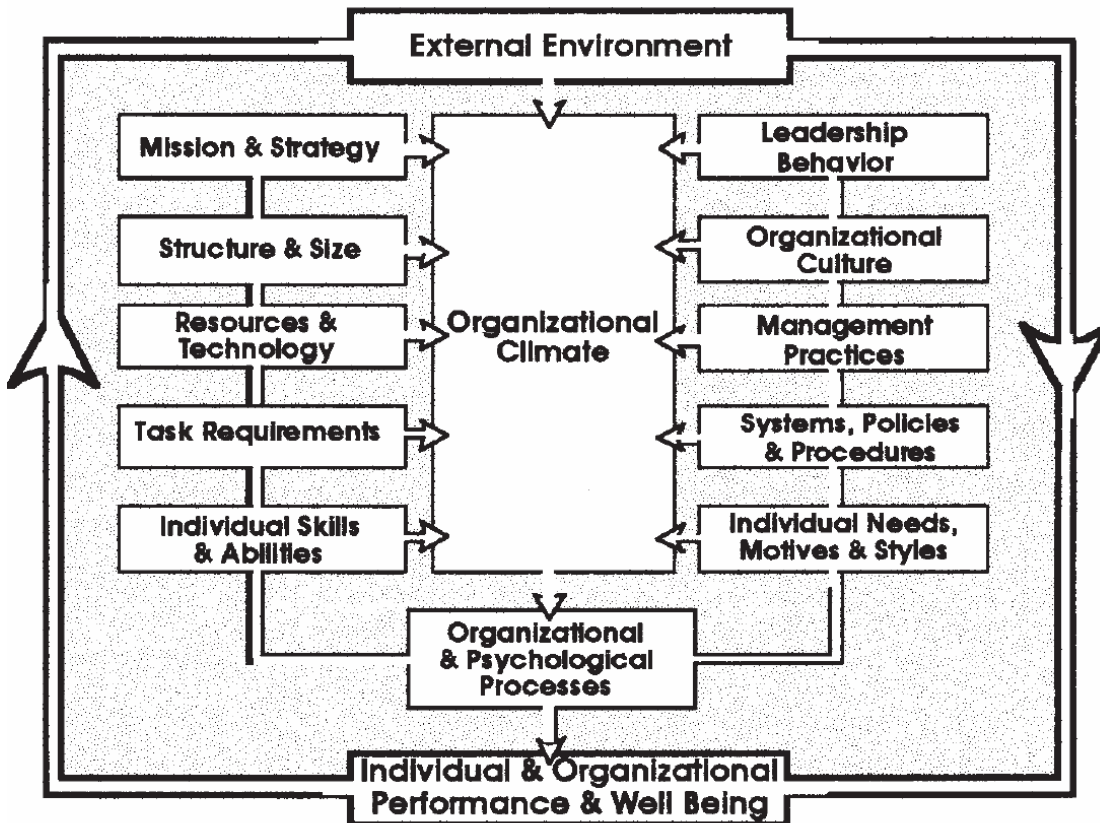 External Environment
Mission & Strategy
Structure & Size
Resources &
Technology
Task Requirements
Individual Skills
& Abilities
Organizational
Climate
Leadership
Behavior
Organizational
Culture
Management
Practices
Systems, Policies
& Procedures
Individual Needs,
Motives & Styles
Organizational
& Psychological
Processes
Individual & Organizational
Performance & Well Being